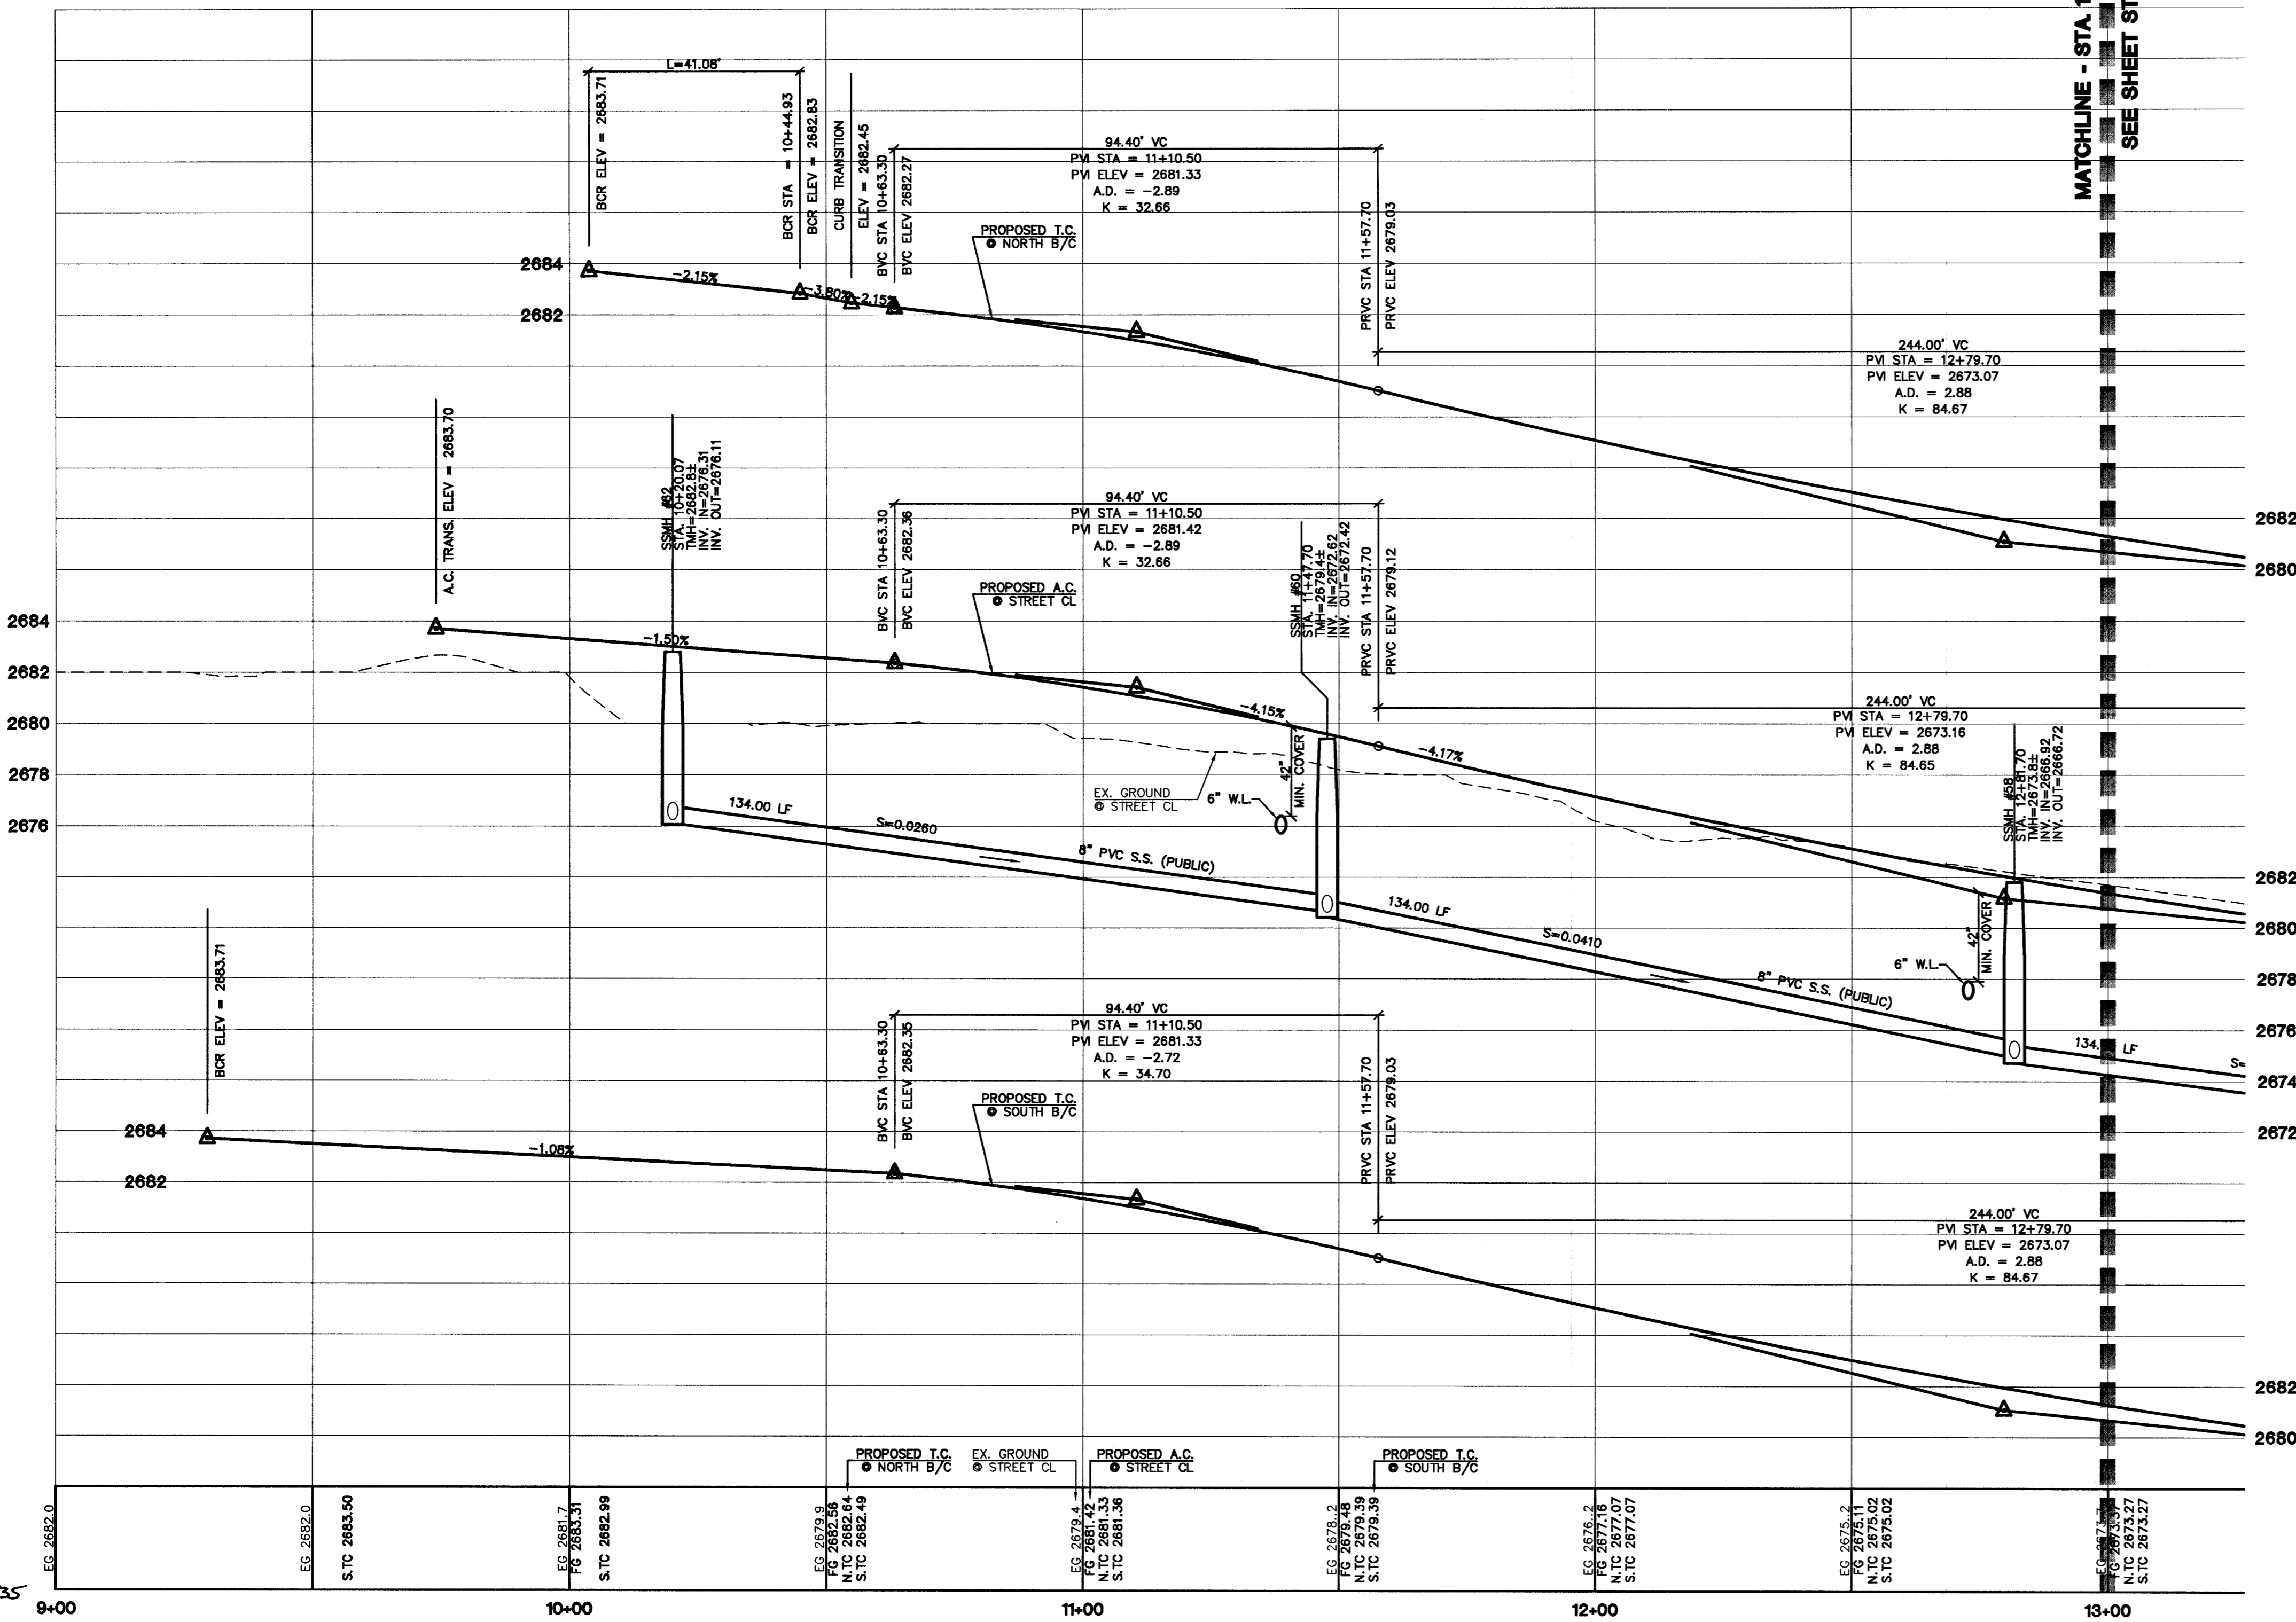 MATCHLINE - STA. 1
SEE SHEET ST
L=41.08'
BCR ELEV = 2683.71
BCR STA = 10+44.93
BCR ELEV = 2682.83
CURB TRANSITION
ELEV = 2682.45
BVC STA 10+63.30
BVC ELEV 2682.27
94.40' VC
PVI STA = 11+10.50
PVI ELEV = 2681.33
A.D. = -2.89
K = 32.66
PROPOSED T.C.
@ NORTH B/C
PRVC STA 11+57.70
PRVC ELEV 2679.03
2684
2682
-2.15%
-3.80%
-2.15%
244.00' VC
PVI STA = 12+79.70
PVI ELEV = 2673.07
A.D. = 2.88
K = 84.67
2682
2680
A.C. TRANS. ELEV = 2683.70
SSMH #62
STA. 10+20.07
TMH=2682.8±
INV. IN=2676.31
INV. OUT=2676.11
BVC STA 10+63.30
BVC ELEV 2682.36
94.40' VC
PVI STA = 11+10.50
PVI ELEV = 2681.42
A.D. = -2.89
K = 32.66
PROPOSED A.C.
@ STREET CL
SSMH #60
STA. 11+47.70
TMH=2679.4±
INV. IN=2672.62
INV. OUT=2672.42
PRVC STA 11+57.70
PRVC ELEV 2679.12
2684
2682
2680
2678
2676
-1.50%
-4.15%
-4.17%
42"
MIN. COVER
EX. GROUND
@ STREET CL
6" W.L.
244.00' VC
PVI STA = 12+79.70
PVI ELEV = 2673.16
A.D. = 2.88
K = 84.65
SSMH #58
STA. 12+81.70
TMH=2673.8±
INV. IN=2666.92
INV. OUT=2666.72
134.00 LF
S=0.0260
8" PVC S.S. (PUBLIC)
134.00 LF
S=0.0410
8" PVC S.S. (PUBLIC)
6" W.L.
42"
MIN. COVER
134. LF
S=
2682
2680
2678
2676
2674
2672
BCR ELEV = 2683.71
BVC STA 10+63.30
BVC ELEV 2682.35
94.40' VC
PVI STA = 11+10.50
PVI ELEV = 2681.33
A.D. = -2.72
K = 34.70
PROPOSED T.C.
@ SOUTH B/C
PRVC STA 11+57.70
PRVC ELEV 2679.03
2684
2682
-1.08%
244.00' VC
PVI STA = 12+79.70
PVI ELEV = 2673.07
A.D. = 2.88
K = 84.67
2682
2680
PROPOSED T.C.
@ NORTH B/C
EX. GROUND
@ STREET CL
PROPOSED A.C.
@ STREET CL
PROPOSED T.C.
@ SOUTH B/C
EG 2682.0
EG 2682.0
S.TC 2683.50
EG 2681.7
FG 2683.31
S.TC 2682.99
EG 2679.9
FG 2682.56
N.TC 2682.64
S.TC 2682.49
EG 2679.4
FG 2681.42
N.TC 2681.33
S.TC 2681.36
EG 2678..2
FG 2679.48
N.TC 2679.39
S.TC 2679.39
EG 2676..2
FG 2677.16
N.TC 2677.07
S.TC 2677.07
EG 2675..2
FG 2675.11
N.TC 2675.02
S.TC 2675.02
EG 2673.7
FG 2673.37
N.TC 2673.27
S.TC 2673.27
35
9+00
10+00
11+00
12+00
13+00